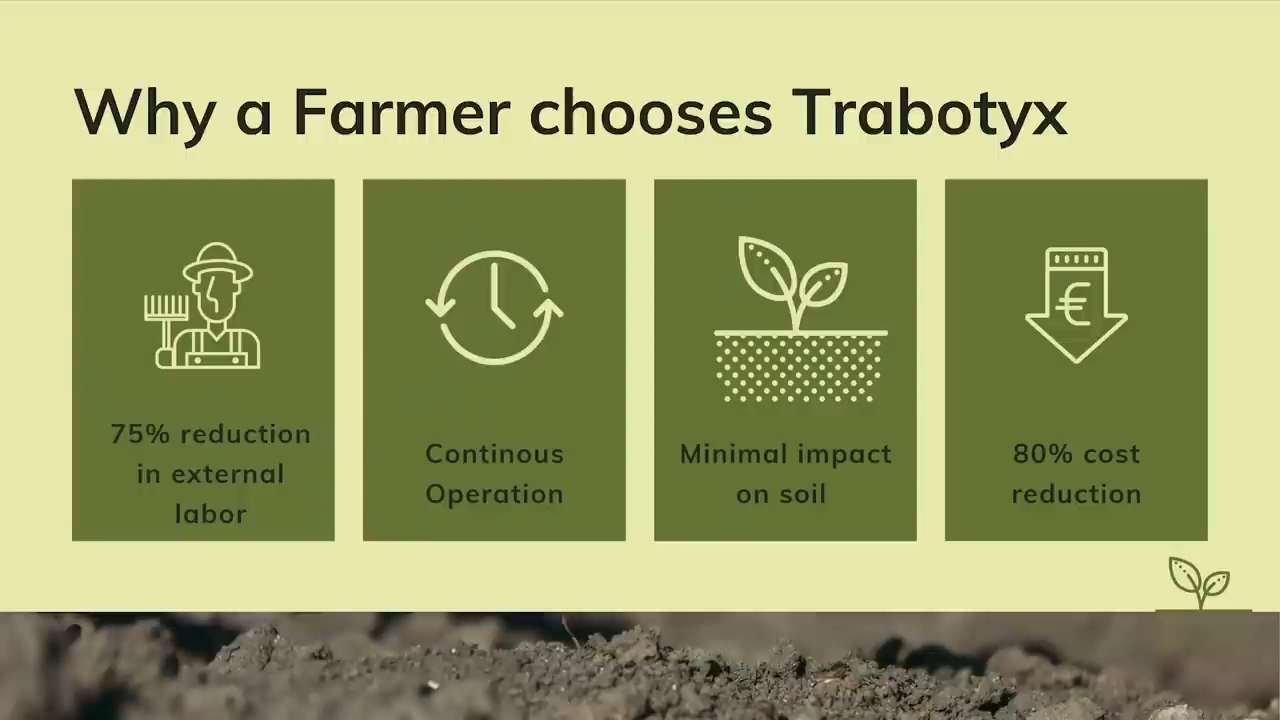 Why a Farmer chooses Trabotyx
75% reduction
in external
labor
Continous
Operation
Minimal impact
on soil
€
80% cost
reduction